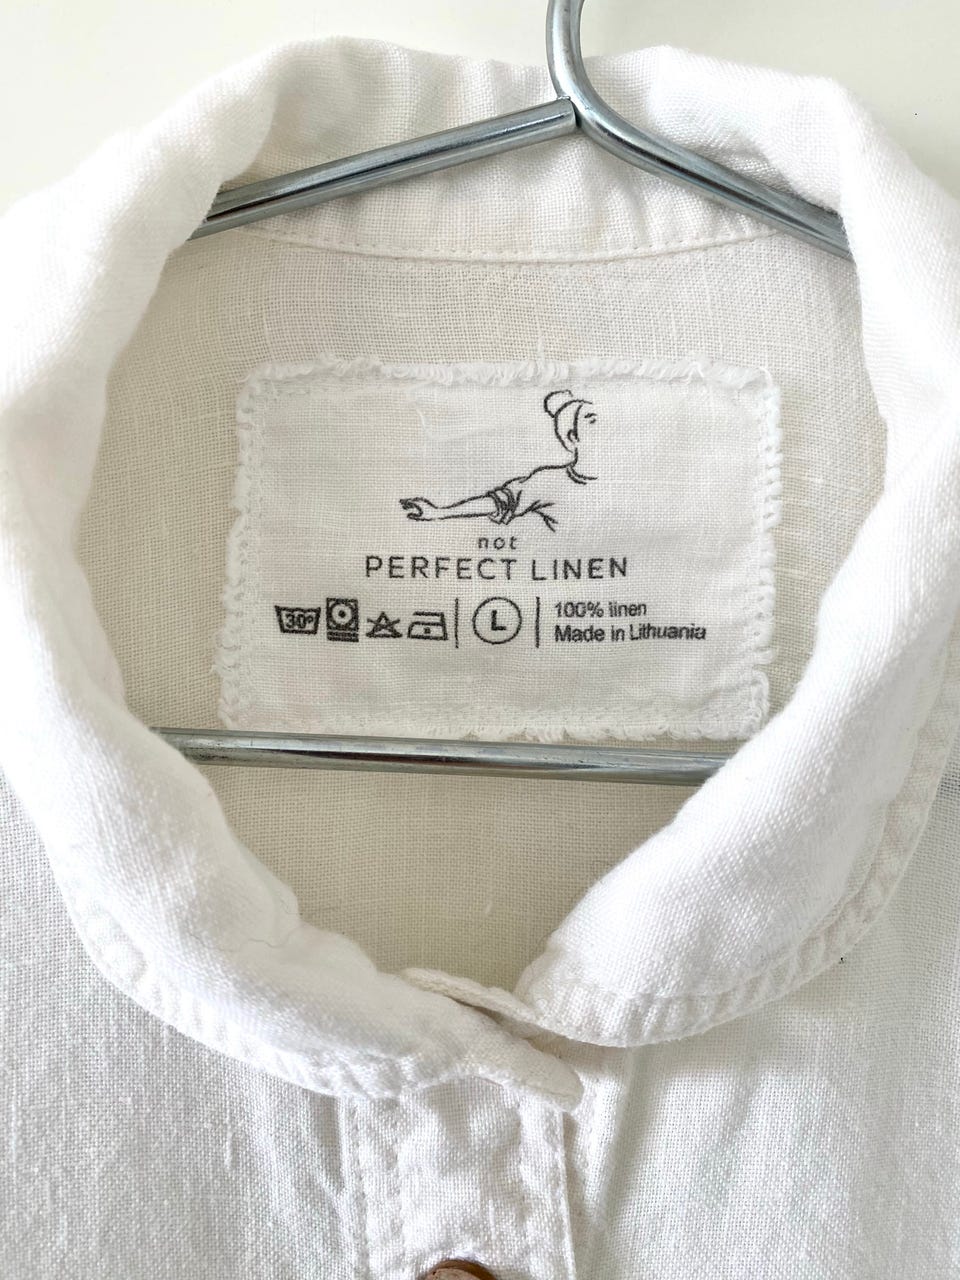 not
PERFECT LINEN
30° L 100% linen
Made in Lithuania